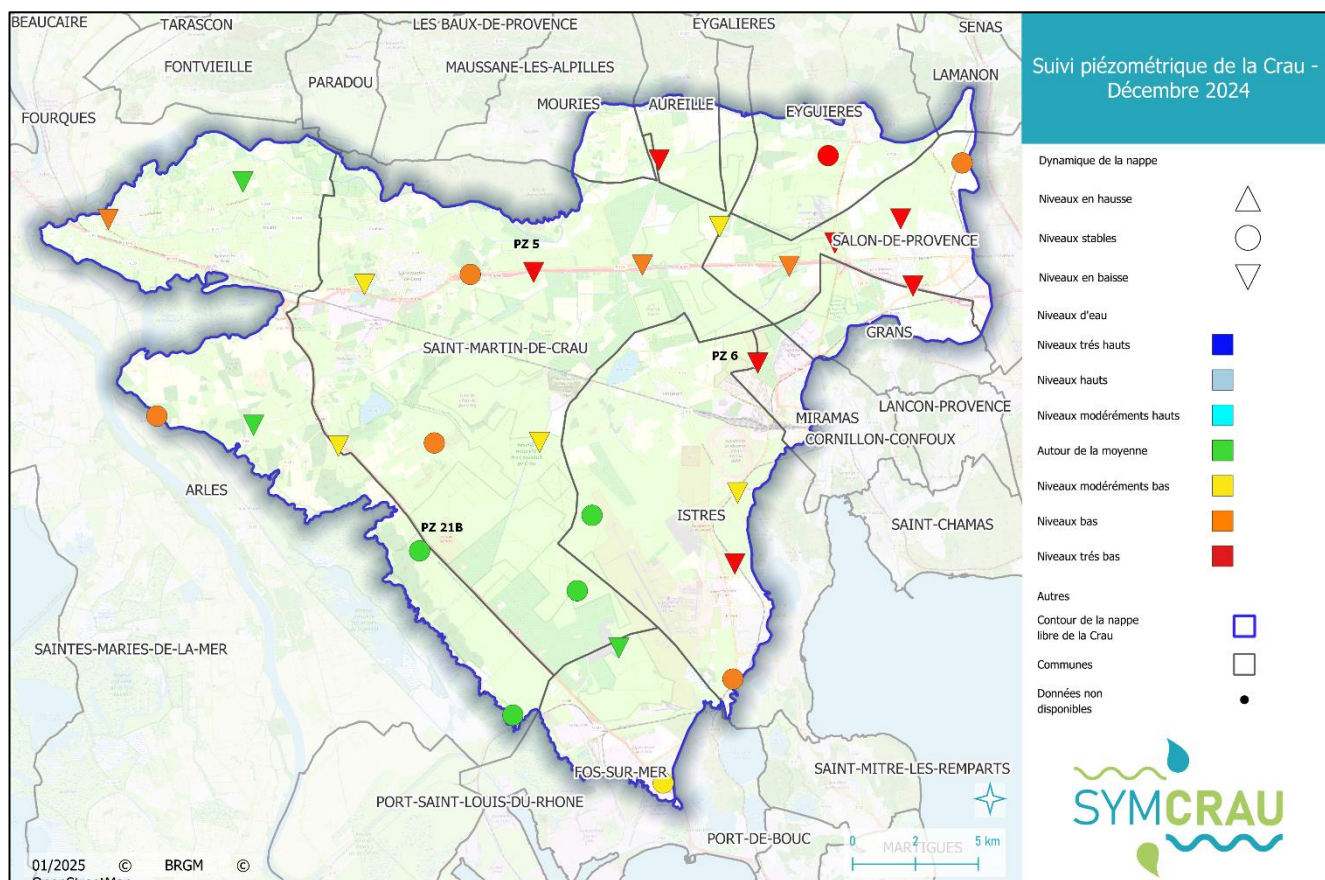 BEAUCAIRE
TARASCON
LES BAUX-DE-PROVENCE
EYGALIERES
SENAS
FONTVIEILLE
PARADOU
MAUSSANE-LES-ALPILLES
LAMANON
MOURIES
AUREILLE
EYGUIERES
FOURQUES
SALON-DE-PROVENCE
PZ 5
GRANS
SAINT-MARTIN-DE-CRAU
PZ 6
LANCON-PROVENCE
MIRAMAS
CORNILLON-CONFOUX
ARLES
ISTRES
SAINT-CHAMAS
PZ 21B
SAINTES-MARIES-DE-LA-MER
FOS-SUR-MER
SAINT-MITRE-LES-REMPARTS
PORT-SAINT-LOUIS-DU-RHONE
PORT-DE-BOUC
MARTIGUES
0 2 5 km
01/2025 © BRGM ©
Suivi piézométrique de la Crau -
Décembre 2024
Dynamique de la nappe
Niveaux en hausse
Niveaux stables
Niveaux en baisse
Niveaux d'eau
Niveaux trés hauts
Niveaux hauts
Niveaux modéréments hauts
Autour de la moyenne
Niveaux modéréments bas
Niveaux bas
Niveaux trés bas
Autres
Contour de la nappe
libre de la Crau
Communes
Données non
disponibles
SYMCRAU